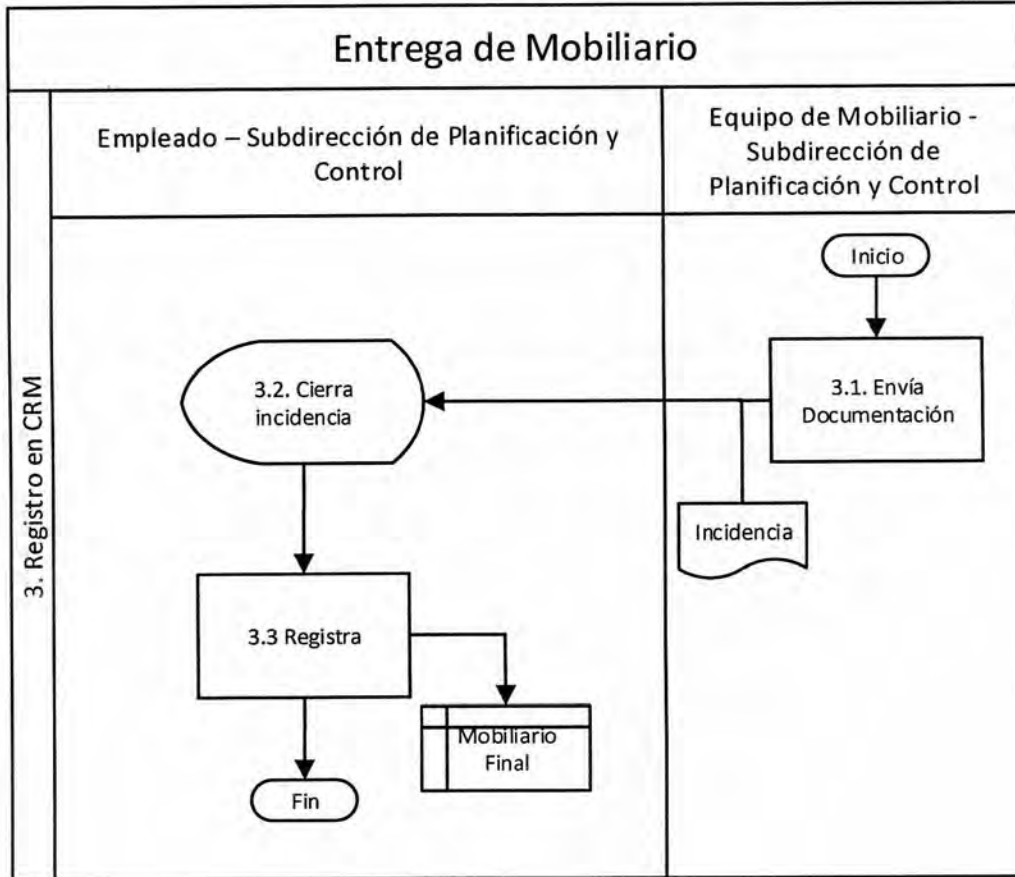 Entrega de Mobiliario
Empleado – Subdirección de Planificación y
Control
Equipo de Mobiliario -
Subdirección de
Planificación y Control
3. Registro en CRM
Inicio
3.1. Envía
Documentación
3.2. Cierra
incidencia
Incidencia
3.3 Registra
Mobiliario
Final
Fin